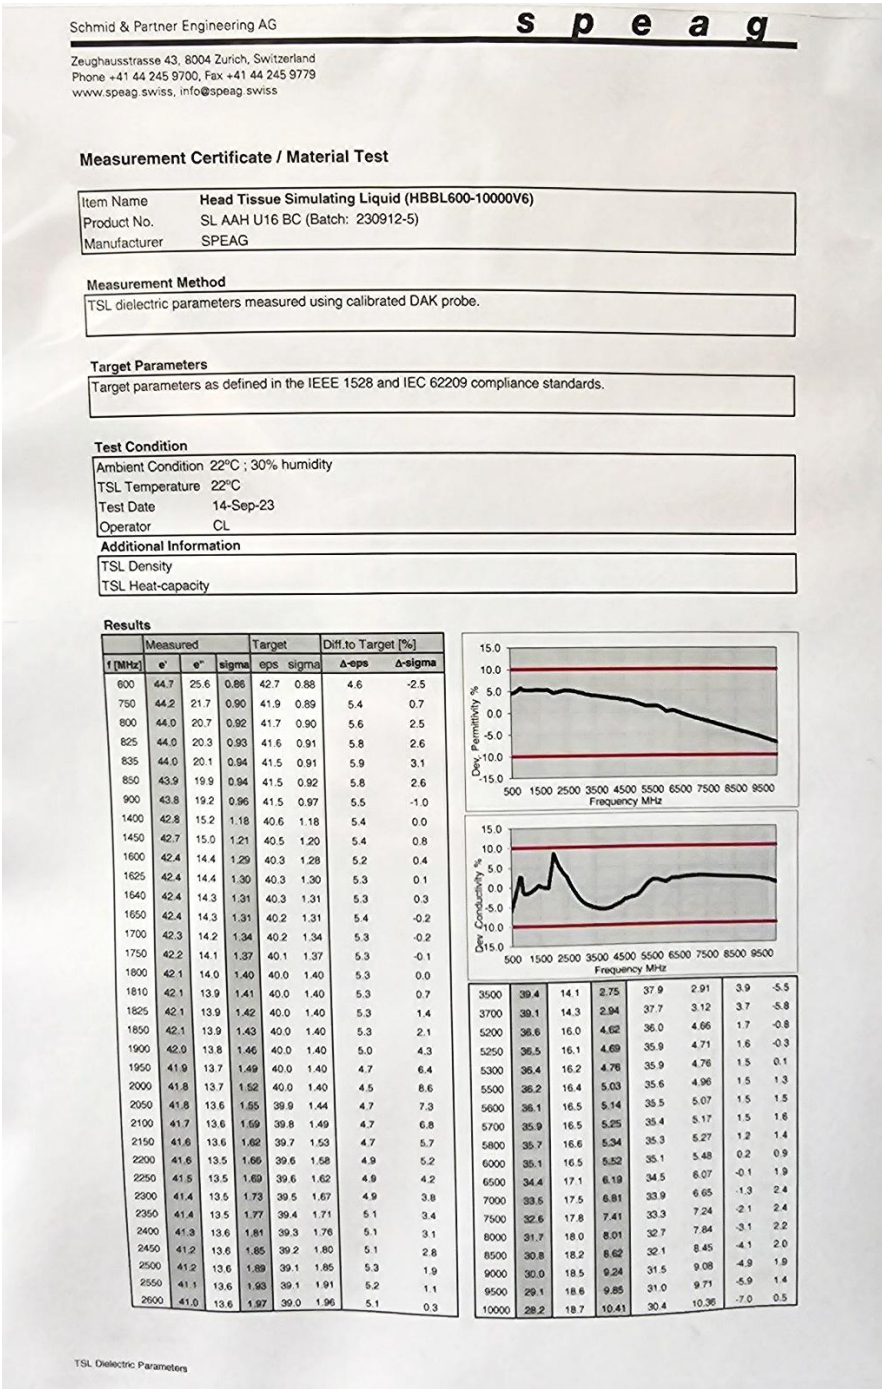 Schmid & Partner Engineering AG
s p e a g
Zeughausstrasse 43, 8004 Zurich, Switzerland
Phone +41 44 245 9700, Fax +41 44 245 9779
www.speag.swiss, info@speag.swiss
Measurement Certificate / Material Test
Item Name Head Tissue Simulating Liquid (HBBL600-10000V6)
Product No. SL AAH U16 BC (Batch: 230912-5)
Manufacturer SPEAG
Measurement Method
TSL dielectric parameters measured using calibrated DAK probe.
Target Parameters
Target parameters as defined in the IEEE 1528 and IEC 62209 compliance standards.
Test Condition
Ambient Condition 22°C ; 30% humidity
TSL Temperature 22°C
Test Date 14-Sep-23
Operator CL
Additional Information
TSL Density
TSL Heat-capacity
Results
Measured Target Diff.to Target [%]
f [MHz] e' e" sigma eps sigma Δ-eps Δ-sigma
600 44.7 25.6 0.86 42.7 0.88 4.6 -2.5
750 44.2 21.7 0.90 41.9 0.89 5.4 0.7
800 44.0 20.7 0.92 41.7 0.90 5.6 2.5
825 44.0 20.3 0.93 41.6 0.91 5.8 2.6
835 44.0 20.1 0.94 41.5 0.91 5.9 3.1
850 43.9 19.9 0.94 41.5 0.92 5.8 2.6
900 43.8 19.2 0.96 41.5 0.97 5.5 -1.0
1400 42.8 15.2 1.18 40.6 1.18 5.4 0.0
1450 42.7 15.0 1.21 40.5 1.20 5.4 0.8
1600 42.4 14.4 1.29 40.3 1.28 5.2 0.4
1625 42.4 14.4 1.30 40.3 1.30 5.3 0.1
1640 42.4 14.3 1.31 40.3 1.31 5.3 0.3
1650 42.4 14.3 1.31 40.2 1.31 5.4 -0.2
1700 42.3 14.2 1.34 40.2 1.34 5.3 -0.2
1750 42.2 14.1 1.37 40.1 1.37 5.3 -0.1
1800 42.1 14.0 1.40 40.0 1.40 5.3 0.0
1810 42.1 13.9 1.41 40.0 1.40 5.3 0.7
1825 42.1 13.9 1.42 40.0 1.40 5.3 1.4
1850 42.1 13.9 1.43 40.0 1.40 5.3 2.1
1900 42.0 13.8 1.46 40.0 1.40 5.0 4.3
1950 41.9 13.7 1.49 40.0 1.40 4.7 6.4
2000 41.8 13.7 1.52 40.0 1.40 4.5 8.6
2050 41.8 13.6 1.55 39.9 1.44 4.7 7.3
2100 41.7 13.6 1.59 39.8 1.49 4.7 6.8
2150 41.6 13.6 1.62 39.7 1.53 4.7 5.7
2200 41.6 13.5 1.66 39.6 1.58 4.9 5.2
2250 41.5 13.5 1.69 39.6 1.62 4.9 4.2
2300 41.4 13.5 1.73 39.5 1.67 4.9 3.8
2350 41.4 13.5 1.77 39.4 1.71 5.1 3.4
2400 41.3 13.6 1.81 39.3 1.76 5.1 3.1
2450 41.2 13.6 1.85 39.2 1.80 5.1 2.8
2500 41.2 13.6 1.89 39.1 1.85 5.3 1.9
2550 41.1 13.6 1.93 39.1 1.91 5.2 1.1
2600 41.0 13.6 1.97 39.0 1.96 5.1 0.3
15.0
10.0
5.0
0.0
-5.0
-10.0
-15.0
Dev. Permittivity %
500 1500 2500 3500 4500 5500 6500 7500 8500 9500
Frequency MHz
15.0
10.0
5.0
0.0
-5.0
-10.0
-15.0
Dev. Conductivity %
500 1500 2500 3500 4500 5500 6500 7500 8500 9500
Frequency MHz
3500 39.4 14.1 2.75 37.9 2.91 3.9 -5.5
3700 39.1 14.3 2.94 37.7 3.12 3.7 -5.8
5200 36.6 16.0 4.62 36.0 4.66 1.7 -0.8
5250 36.5 16.1 4.69 35.9 4.71 1.6 -0.3
5300 36.4 16.2 4.76 35.9 4.76 1.5 0.1
5500 36.2 16.4 5.03 35.6 4.96 1.5 1.3
5600 36.1 16.5 5.14 35.5 5.07 1.5 1.5
5700 35.9 16.5 5.25 35.4 5.17 1.5 1.6
5800 35.7 16.6 5.34 35.3 5.27 1.2 1.4
6000 35.1 16.5 5.52 35.1 5.48 0.2 0.9
6500 34.4 17.1 6.19 34.5 6.07 -0.1 1.9
7000 33.5 17.5 6.81 33.9 6.65 -1.3 2.4
7500 32.6 17.8 7.41 33.3 7.24 -2.1 2.4
8000 31.7 18.0 8.01 32.7 7.84 -3.1 2.2
8500 30.8 18.2 8.62 32.1 8.45 -4.1 2.0
9000 30.0 18.5 9.24 31.5 9.08 -4.9 1.9
9500 29.1 18.6 9.85 31.0 9.71 -5.9 1.4
10000 28.2 18.7 10.41 30.4 10.36 -7.0 0.5
TSL Dielectric Parameters